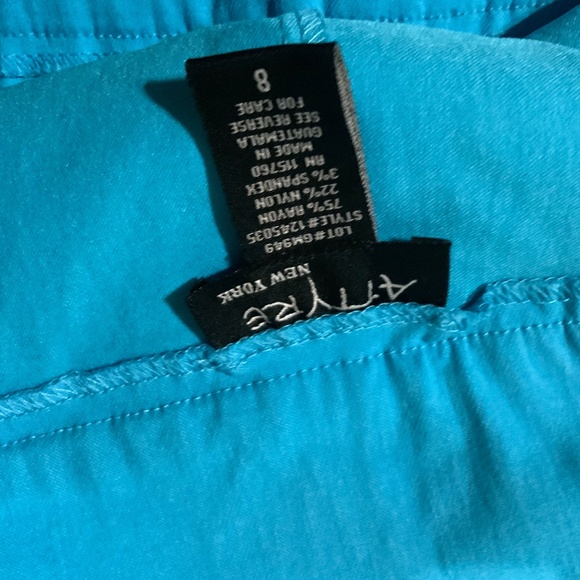 ATTYRE
NEW YORK
LOT#GM949
STYLE#1245035
75% RAYON
22% NYLON
3% SPANDEX
RN 115760
MADE IN
GUATEMALA
SEE REVERSE
FOR CARE
8